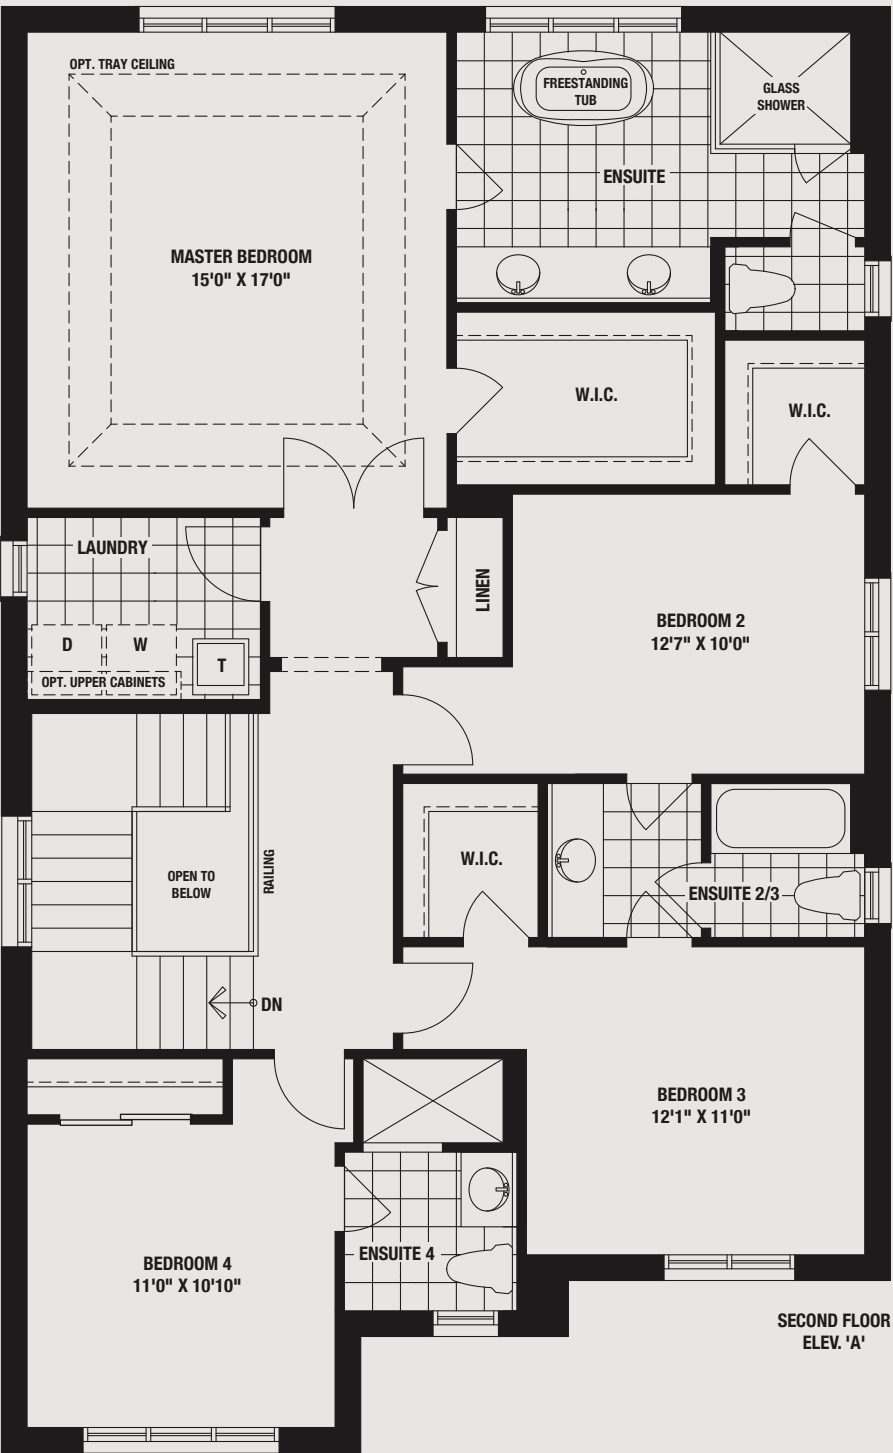 OPT. TRAY CEILING
FREESTANDING
TUB
GLASS
SHOWER
ENSUITE
MASTER BEDROOM
15'0" X 17'0"
W.I.C.
W.I.C.
LAUNDRY
LINEN
BEDROOM 2
12'7" X 10'0"
D
W
T
OPT. UPPER CABINETS
W.I.C.
RAILING
OPEN TO
BELOW
ENSUITE 2/3
DN
BEDROOM 3
12'1" X 11'0"
ENSUITE 4
BEDROOM 4
11'0" X 10'10"
SECOND FLOOR
ELEV. 'A'